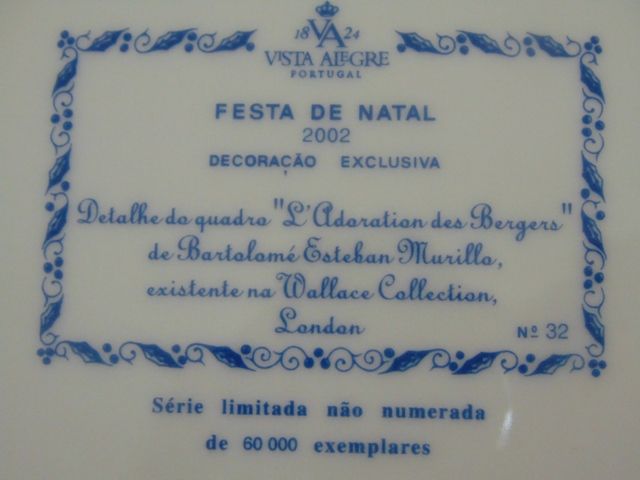 18 VA 24
VISTA ALEGRE
PORTUGAL
FESTA DE NATAL
2002
DECORAÇÃO EXCLUSIVA
Detalhe do quadro "L'Adoration des Bergers"
de Bartolomé Esteban Murillo,
existente na Wallace Collection,
London
Nº 32
Série limitada não numerada
de 60 000 exemplares